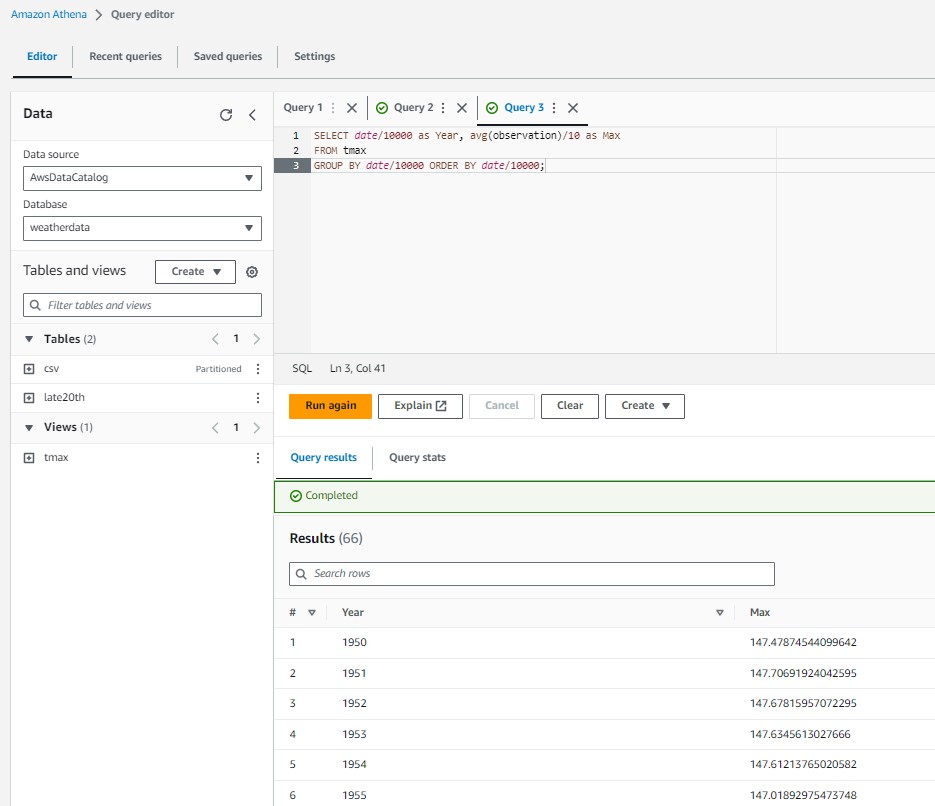 Amazon Athena > Query editor
Editor Recent queries Saved queries Settings
Data
Data source
AwsDataCatalog
Database
weatherdata
Tables and views Create
Filter tables and views
Tables (2) < 1 >
csv Partitioned
late20th
Views (1) < 1 >
tmax
Query 1 Query 2 Query 3
1 SELECT date/10000 as Year, avg(observation)/10 as Max
2 FROM tmax
3 GROUP BY date/10000 ORDER BY date/10000;
SQL Ln 3, Col 41
Run again Explain Cancel Clear Create
Query results Query stats
Completed
Results (66)
Search rows
# Year Max
1 1950 147.47874544099642
2 1951 147.70691924042595
3 1952 147.67815957072295
4 1953 147.6345613027666
5 1954 147.61213765020582
6 1955 147.01892975473748